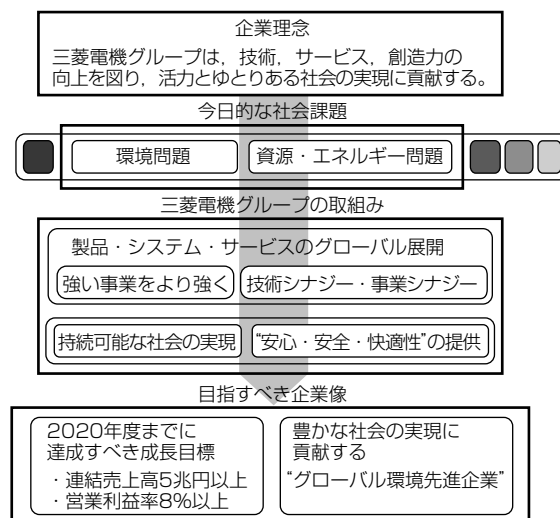 企業理念
三菱電機グループは，技術，サービス，創造力の
向上を図り，活力とゆとりある社会の実現に貢献する。
今日的な社会課題
環境問題
資源・エネルギー問題
三菱電機グループの取組み
製品・システム・サービスのグローバル展開
強い事業をより強く
技術シナジー・事業シナジー
持続可能な社会の実現
“安心・安全・快適性”の提供
目指すべき企業像
2020年度までに
達成すべき成長目標
・連結売上高5兆円以上
・営業利益率8%以上
豊かな社会の実現に
貢献する
“グローバル環境先進企業”